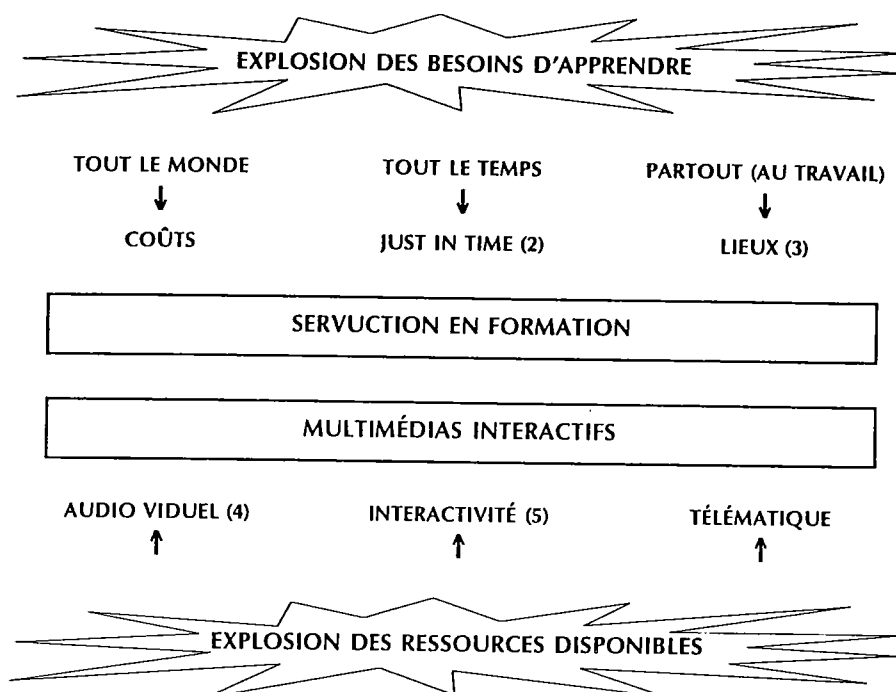 EXPLOSION DES BESOINS D'APPRENDRE
TOUT LE MONDE
TOUT LE TEMPS
PARTOUT (AU TRAVAIL)
COÛTS
JUST IN TIME (2)
LIEUX (3)
SERVUCTION EN FORMATION
MULTIMÉDIAS INTERACTIFS
AUDIO VIDUEL (4)
INTERACTIVITÉ (5)
TÉLÉMATIQUE
EXPLOSION DES RESSOURCES DISPONIBLES